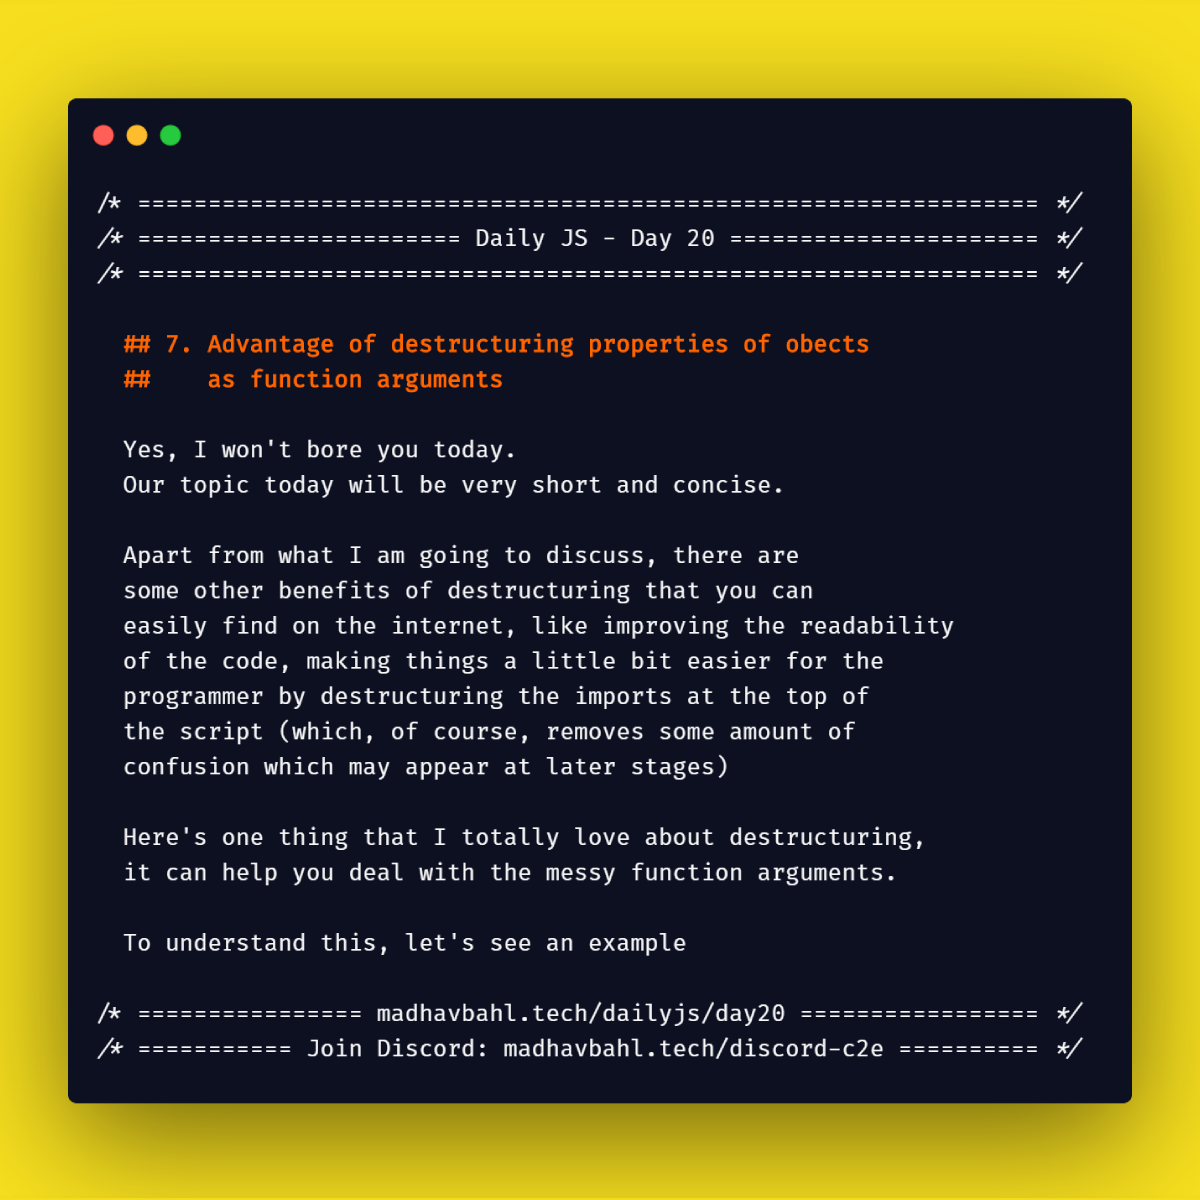 /* ================================================================ */
/* ======================= Daily JS - Day 20 ====================== */
/* ================================================================ */
## 7. Advantage of destructuring properties of obects
##    as function arguments
Yes, I won't bore you today.
Our topic today will be very short and concise.
Apart from what I am going to discuss, there are
some other benefits of destructuring that you can
easily find on the internet, like improving the readability
of the code, making things a little bit easier for the
programmer by destructuring the imports at the top of
the script (which, of course, removes some amount of
confusion which may appear at later stages)
Here's one thing that I totally love about destructuring,
it can help you deal with the messy function arguments.
To understand this, let's see an example
/* ================ madhavbahl.tech/dailyjs/day20 ================= */
/* =========== Join Discord: madhavbahl.tech/discord-c2e ========== */